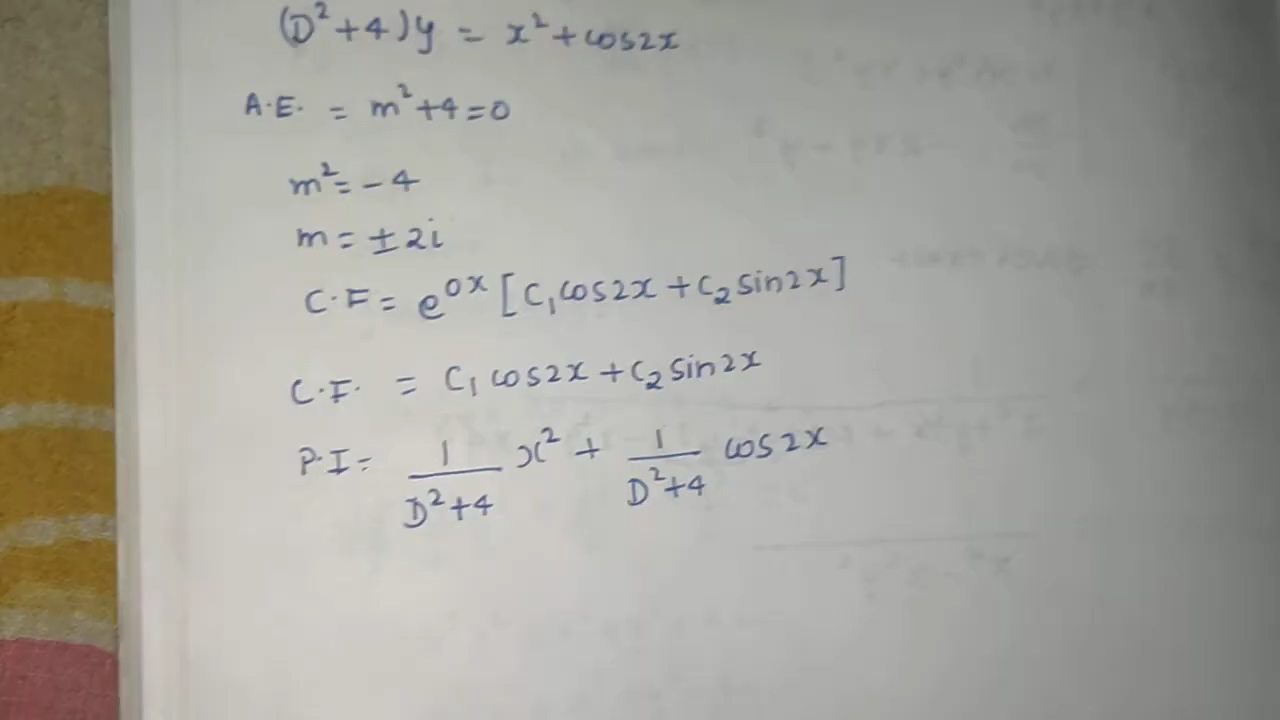 (D²+4)y = x²+cos2x
A.E. = m²+4=0
m²=-4
m=±2i
C.F = e^0x [C₁cos2x+C₂sin2x]
C.F. = C₁cos2x+C₂sin2x
P.I = 1/(D²+4) x² + 1/(D²+4) cos2x